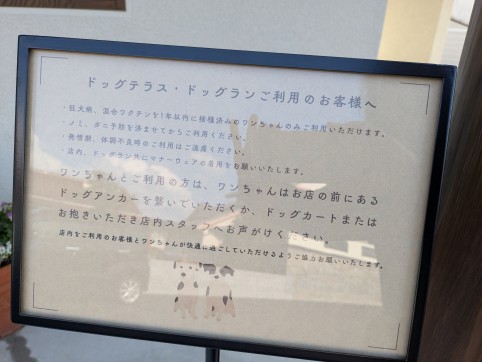 ドッグテラス・ドッグランご利用のお客様へ
・狂犬病、混合ワクチンを1年以内に接種済みのワンちゃんのみご利用いただけます。
・ノミ、ダニ予防を済ませてからご利用ください。
・発情期、体調不良時のご利用はご遠慮ください。
・店内、ドッグラン外にマナーウェアの着用をお願いいたします。
ワンちゃんとご利用の方は、ワンちゃんはお店の前にある
ドッグアンカーを繋いでいただくか、ドッグカートまたは
お抱きいただき店内スタッフへお声がけください。
店内をご利用のお客様とワンちゃんが快適に過ごしていただけるようご協力お願いいたします。